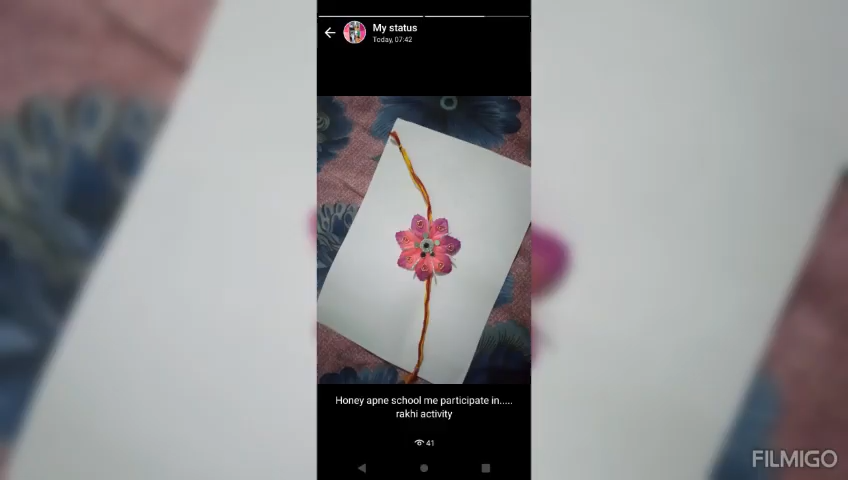 My status
Today, 07:42
Honey apne school me participate in.....
rakhi activity
41
FILMIGO